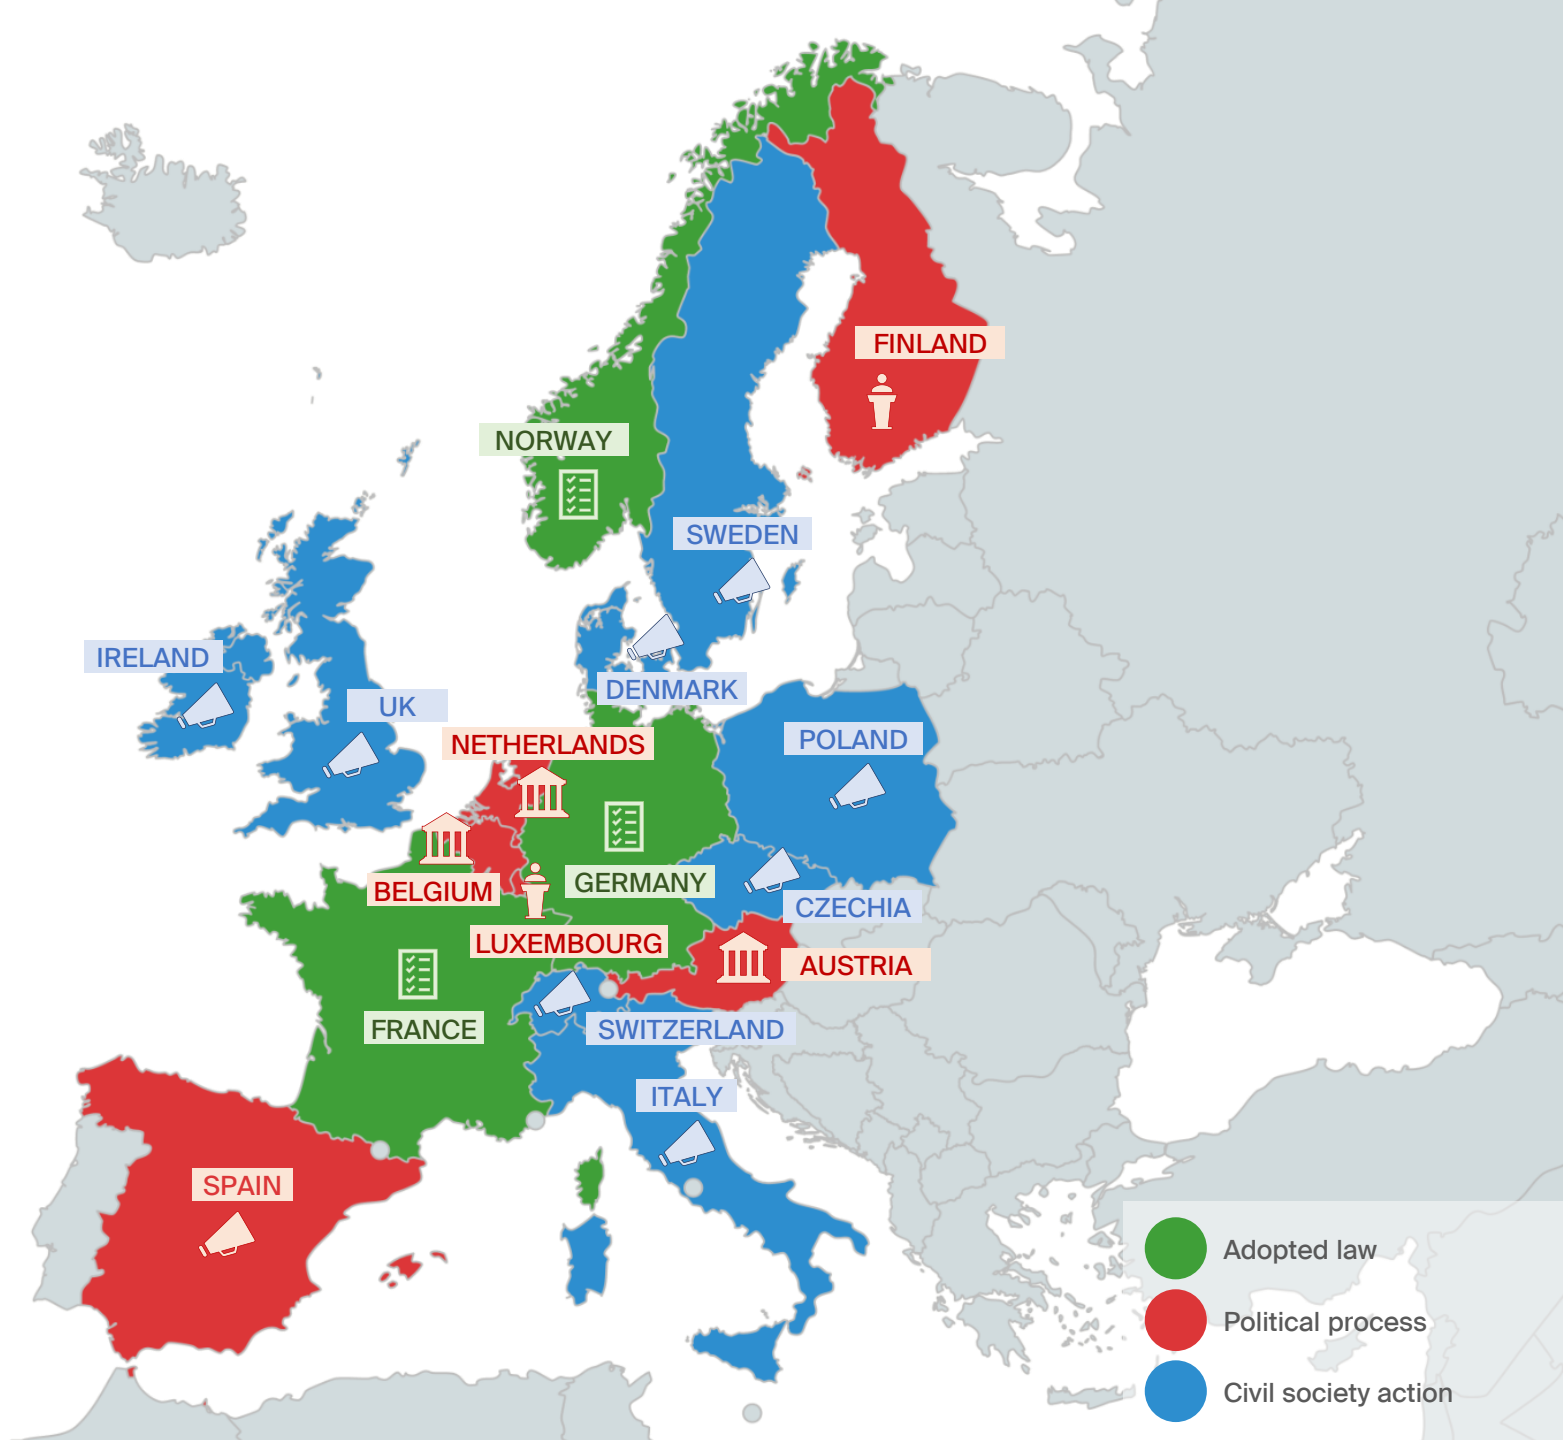 FINLAND
NORWAY
SWEDEN
IRELAND
DENMARK
UK
NETHERLANDS
POLAND
GERMANY
BELGIUM
CZECHIA
LUXEMBOURG
AUSTRIA
FRANCE
SWITZERLAND
ITALY
SPAIN
Adopted law
Political process
Civil society action